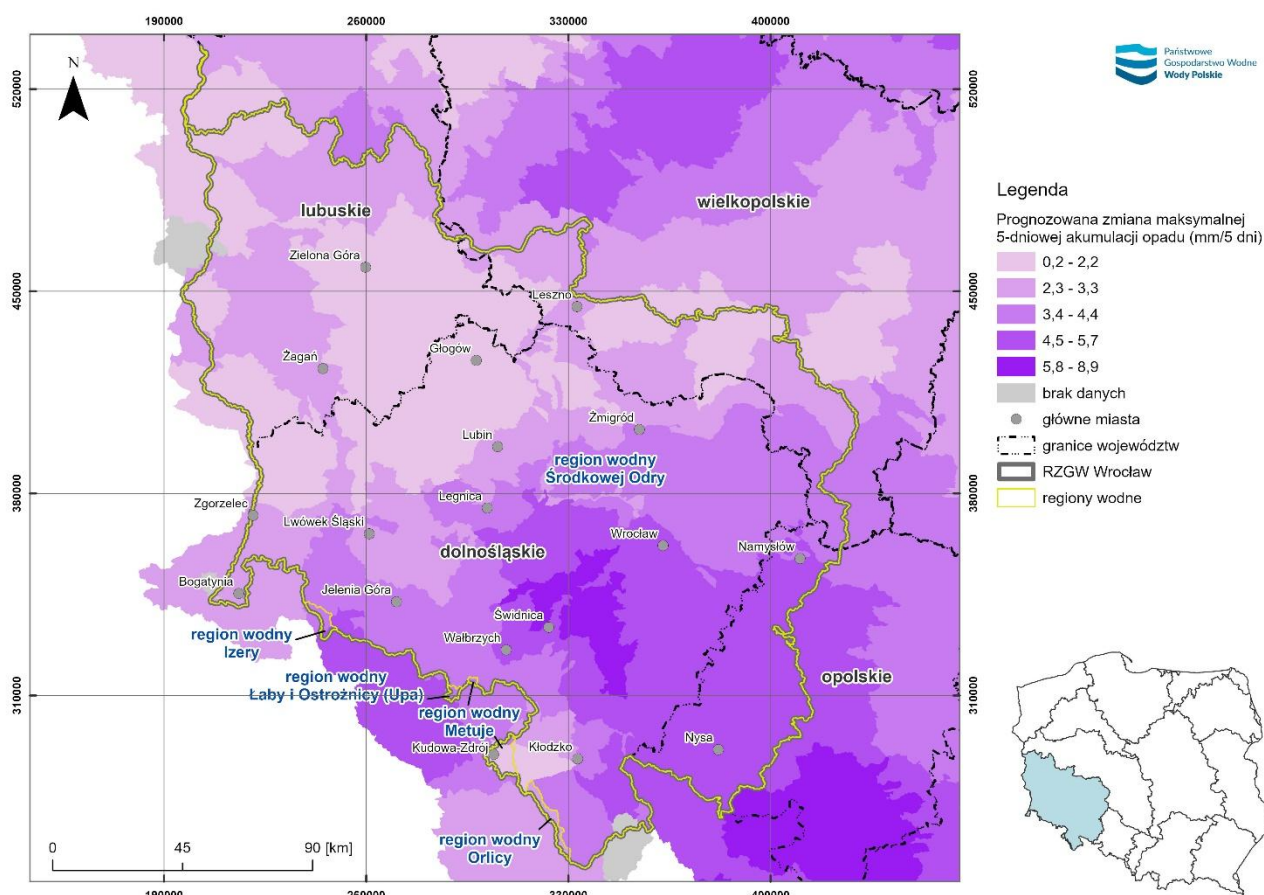 190000 260000 330000 400000
N
520000 520000
Państwowe
Gospodarstwo Wodne
Wody Polskie
Legenda
Prognozowana zmiana maksymalnej
5-dniowej akumulacji opadu (mm/5 dni)
0,2 - 2,2
2,3 - 3,3
3,4 - 4,4
4,5 - 5,7
5,8 - 8,9
brak danych
główne miasta
granice województw
RZGW Wrocław
regiony wodne
wielkopolskie
lubuskie
Zielona Góra
450000 450000
Leszno
Głogów
Żagań
Żmigród
Lubin
region wodny
Środkowej Odry
380000 380000
Legnica
Zgorzelec
Lwówek Śląski
Wrocław
Namysłów
dolnośląskie
Bogatynia
Jelenia Góra
Świdnica
region wodny
Izery
Wałbrzych
region wodny
Łaby i Ostrożnicy (Upa)
opolskie
310000 310000
region wodny
Metuje
Kudowa-Zdrój
Kłodzko
Nysa
region wodny
Orlicy
0 45 90 [km]
190000 260000 330000 400000